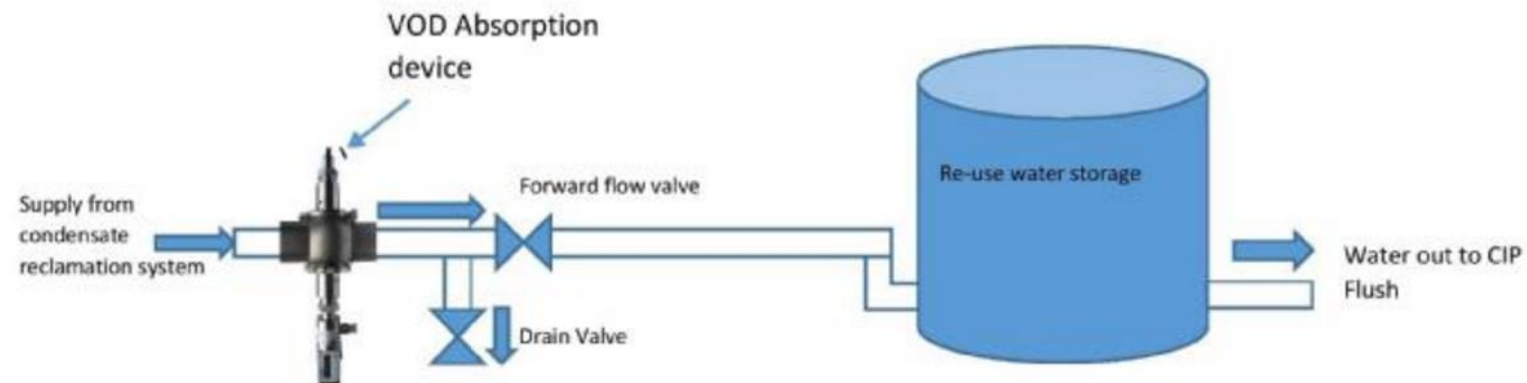 VOD Absorption
device
Supply from
condensate
reclamation system
Forward flow valve
Drain Valve
Re-use water storage
Water out to CIP
Flush